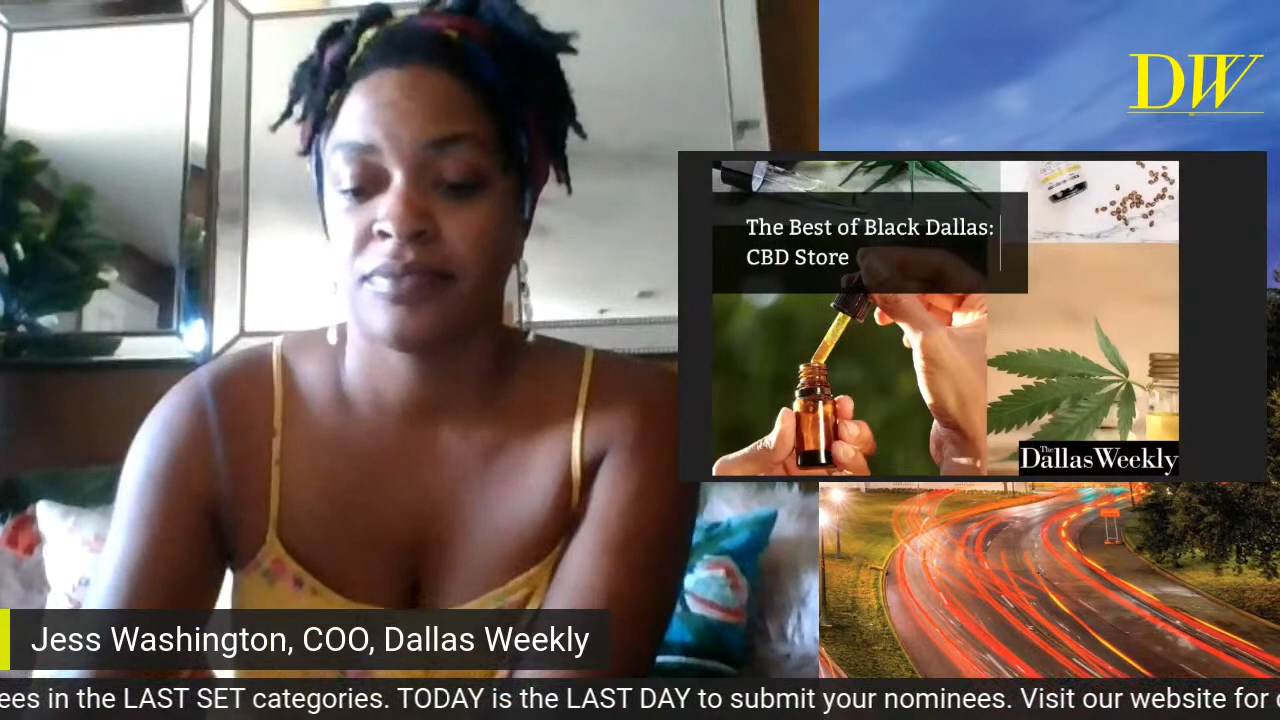 DW
The Best of Black Dallas:
CBD Store
The
Dallas Weekly
Jess Washington, COO, Dallas Weekly
ees in the LAST SET categories. TODAY is the LAST DAY to submit your nominees. Visit our website for